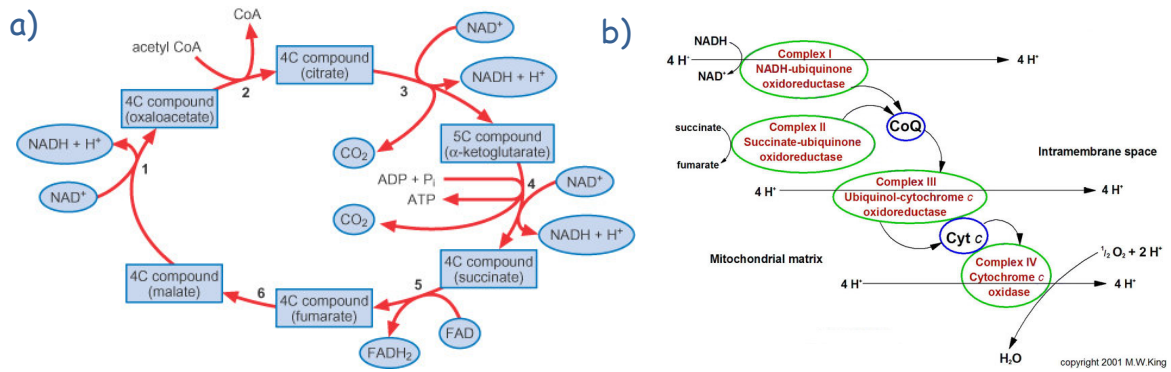 a)
CoA
acetyl CoA
2
4C compound
(citrate)
NAD+
3
NADH + H+
4C compound
(oxaloacetate)
CO₂
5C compound
(α-ketoglutarate)
NADH + H+
1
NAD+
ADP + Pi
ATP
4
NAD+
CO₂
NADH + H+
4C compound
(malate)
6
4C compound
(fumarate)
5
4C compound
(succinate)
FADH₂
FAD
b)
NADH
4 H+
NAD+
Complex I
NADH-ubiquinone
oxidoreductase
4 H+
CoQ
succinate
fumarate
Complex II
Succinate-ubiquinone
oxidoreductase
Intramembrane space
4 H+
Complex III
Ubiquinol-cytochrome c
oxidoreductase
4 H+
Cyt c
Mitochondrial matrix
Complex IV
Cytochrome c
oxidase
½ O₂ + 2 H+
4 H+
4 H+
H₂O
copyright 2001 M.W.King